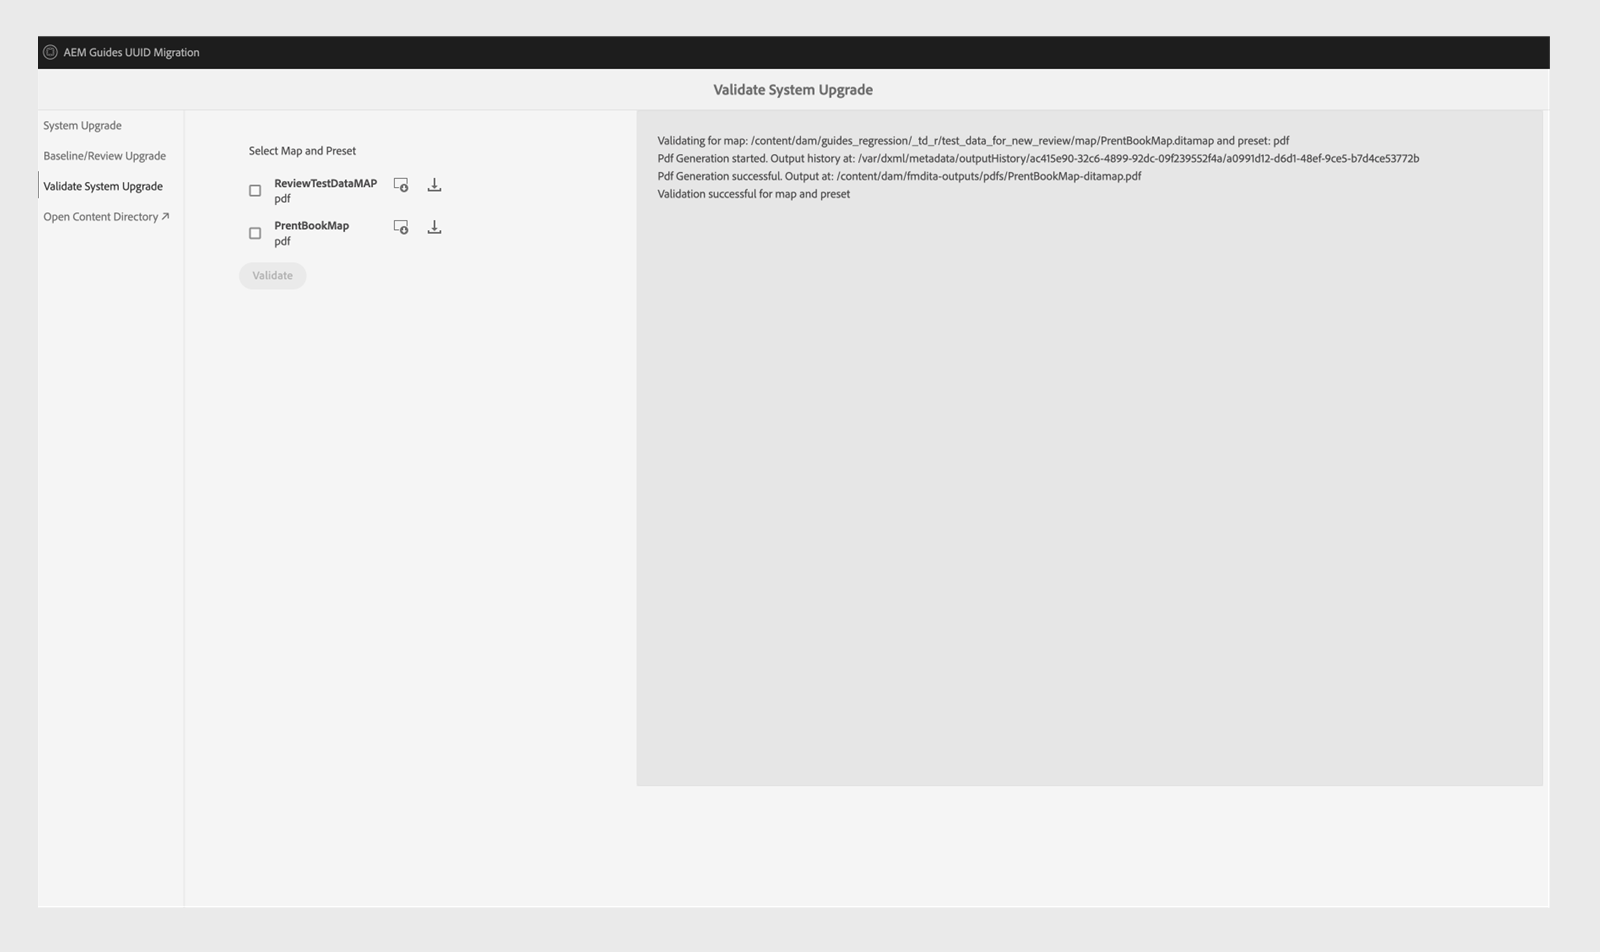 AEM Guides UUID Migration
Validate System Upgrade
System Upgrade
Baseline/Review Upgrade
Validate System Upgrade
Open Content Directory
Select Map and Preset
ReviewTestDataMAP
pdf
PrentBookMap
pdf
Validate
Validating for map: /content/dam/guides_regression/_td_r/test_data_for_new_review/map/PrentBookMap.ditamap and preset: pdf
Pdf Generation started. Output history at: /var/dxml/metadata/outputHistory/ac415e90-32c6-4899-92dc-09f239552f4a/a0991d12-d6d1-48ef-9ce5-b7d4ce53772b
Pdf Generation successful. Output at: /content/dam/fmdita-outputs/pdfs/PrentBookMap-ditamap.pdf
Validation successful for map and preset